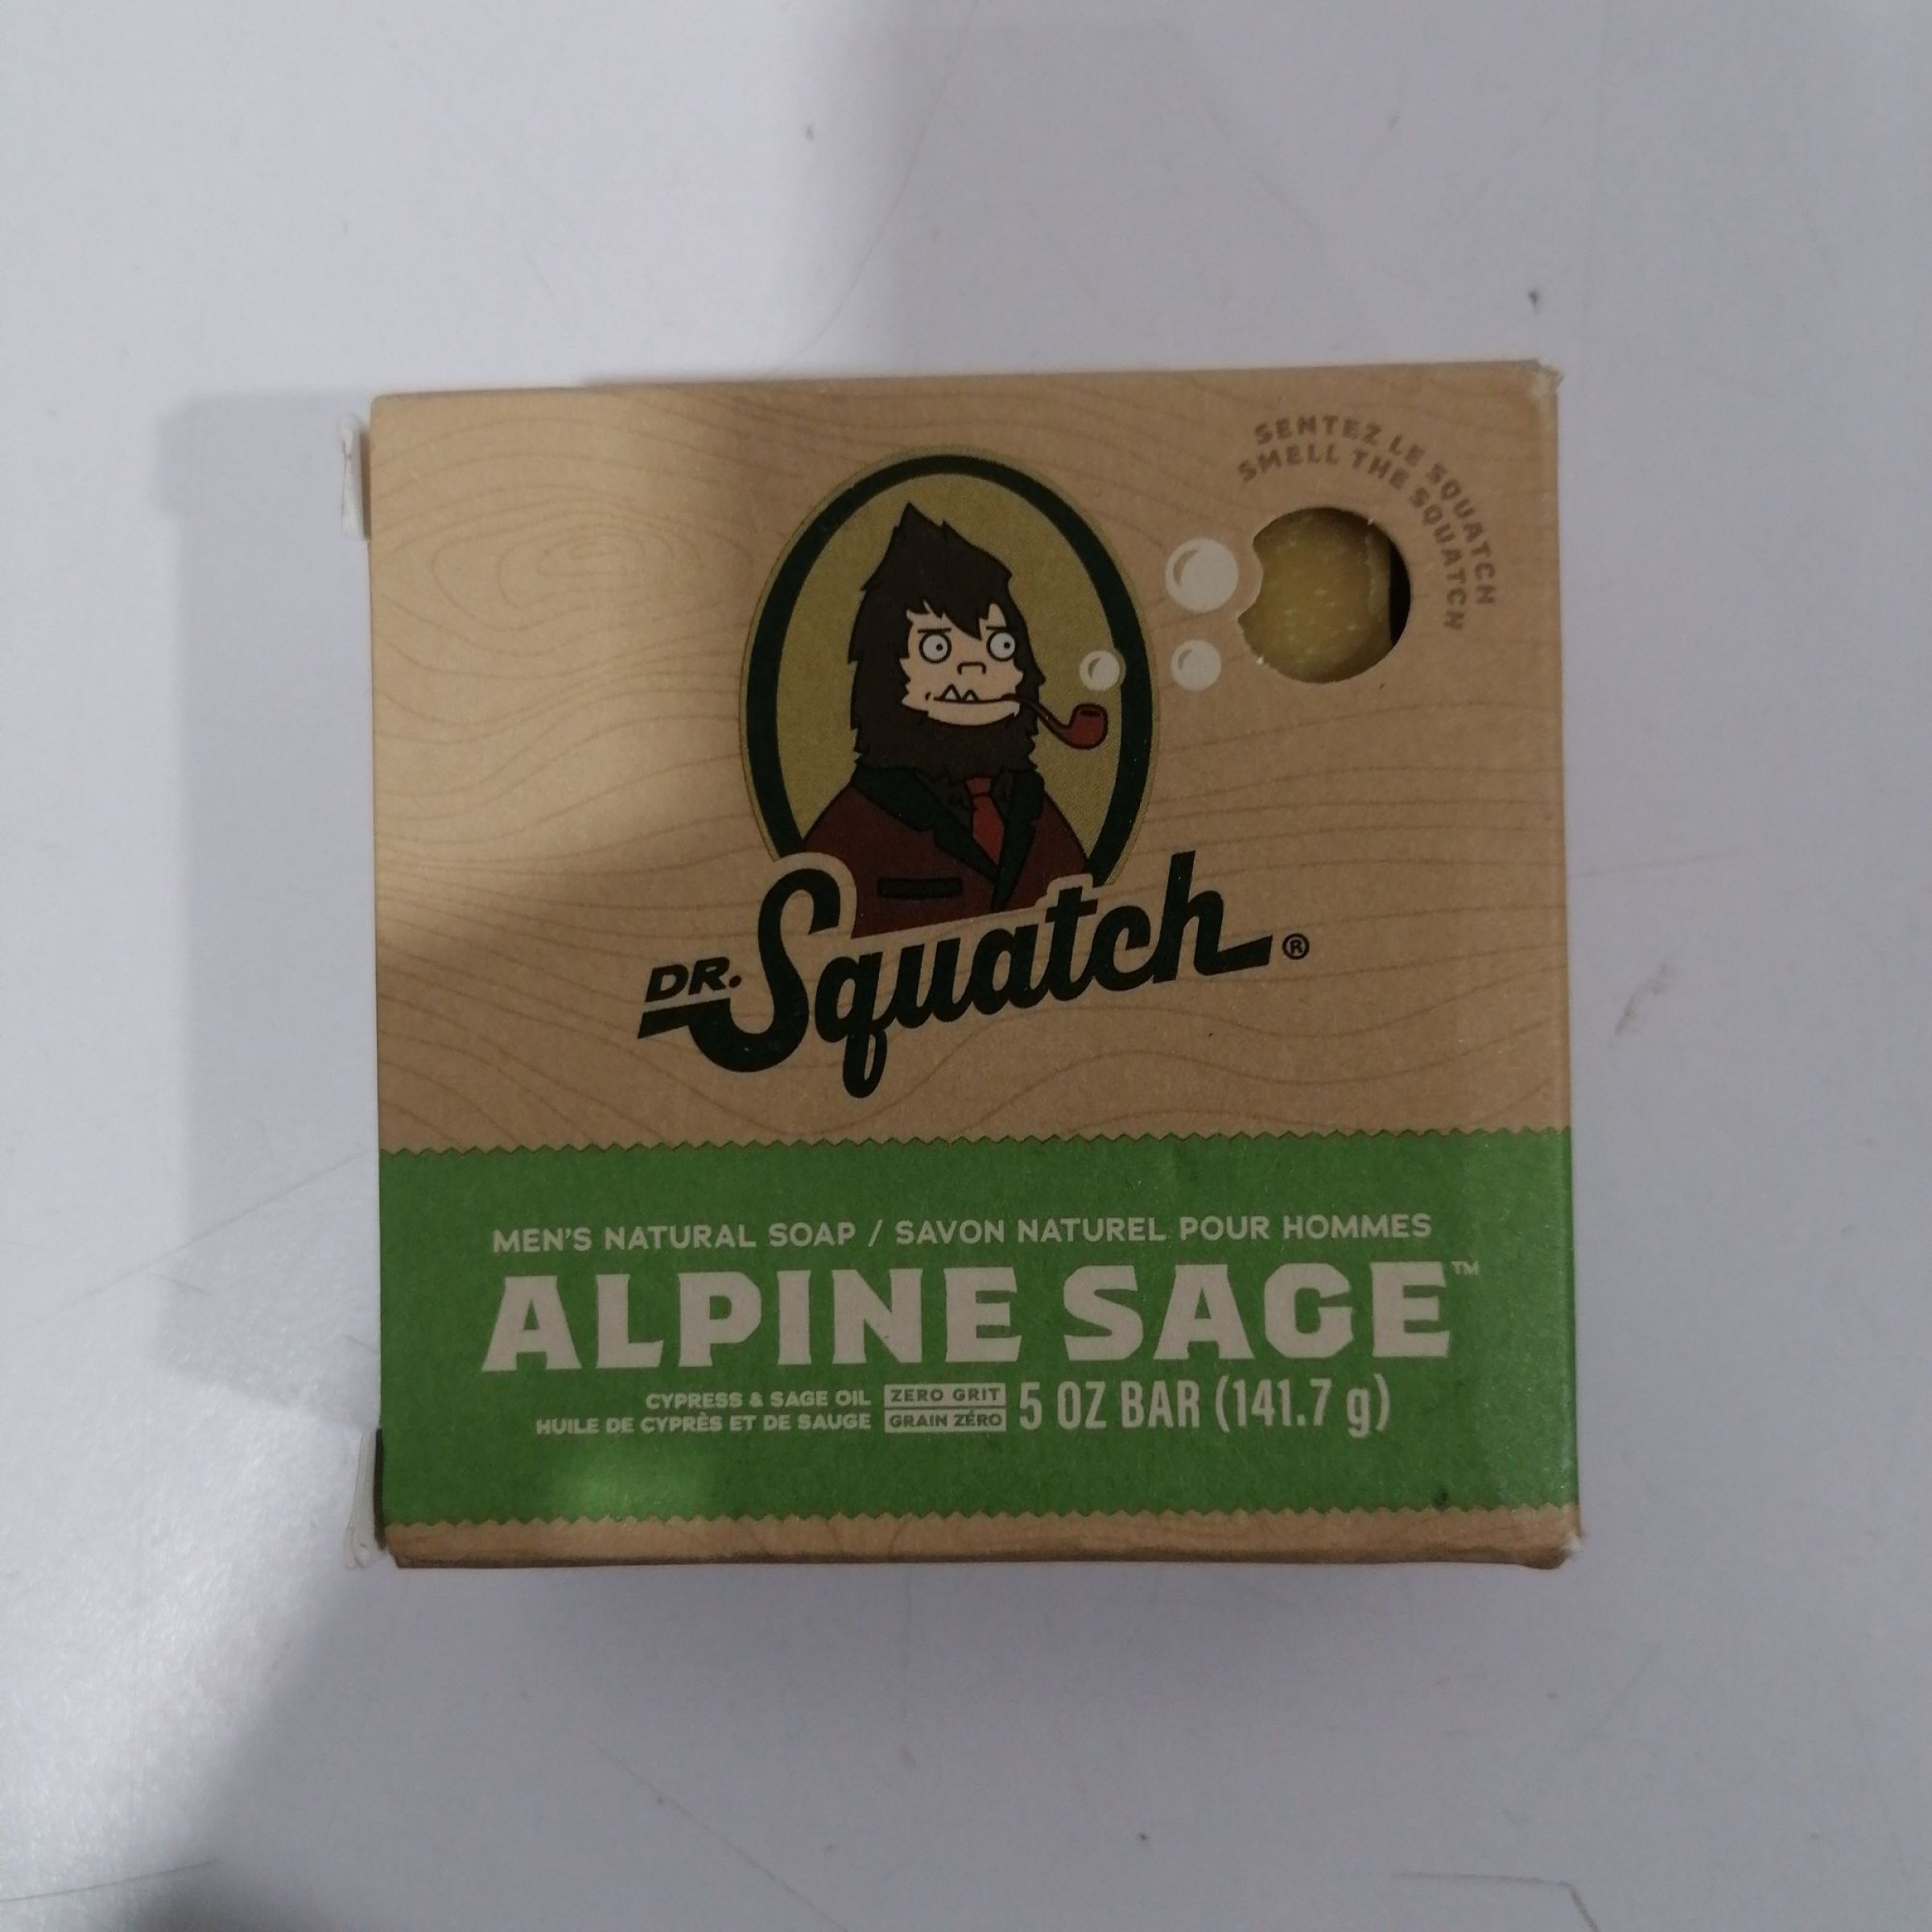 SENTEZ LE SQUATCH
SMELL THE SQUATCH
DR. Squatch®
MEN'S NATURAL SOAP / SAVON NATUREL POUR HOMMES
ALPINE SAGE™
CYPRESS & SAGE OIL ZERO GRIT
HUILE DE CYPRÈS ET DE SAUGE GRAIN ZÉRO
5 OZ BAR (141.7 g)